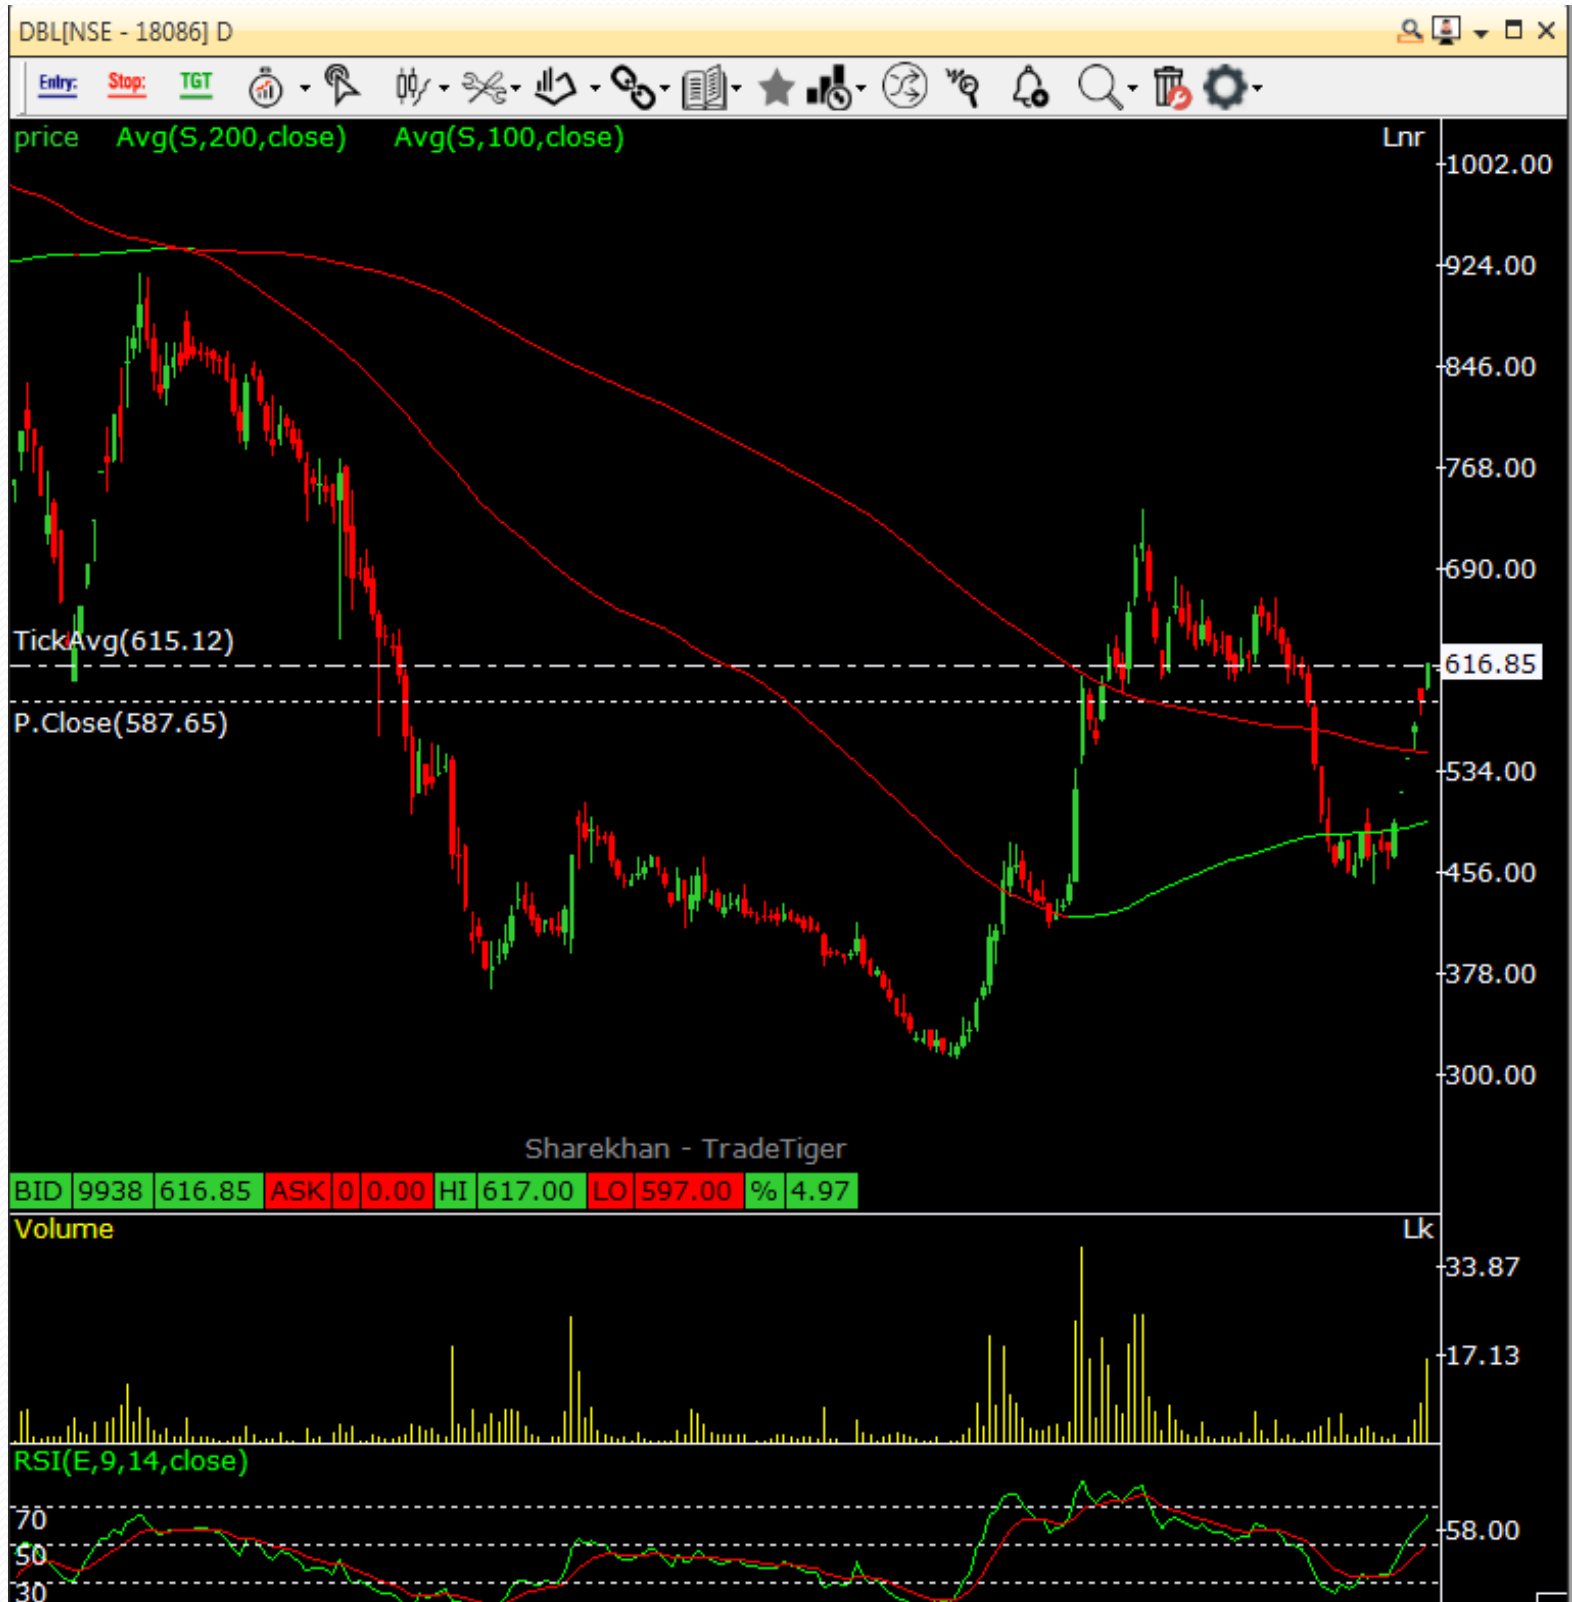 DBL[NSE - 18086] D
Entry: Stop: TGT
price Avg(S,200,close) Avg(S,100,close) Lnr
1002.00
924.00
846.00
768.00
690.00
TickAvg(615.12)
616.85
P.Close(587.65)
534.00
456.00
378.00
300.00
Sharekhan - TradeTiger
BID 9938 616.85 ASK 0 0.00 HI 617.00 LO 597.00 % 4.97
Volume Lk
33.87
17.13
RSI(E,9,14,close)
70
58.00
50
30